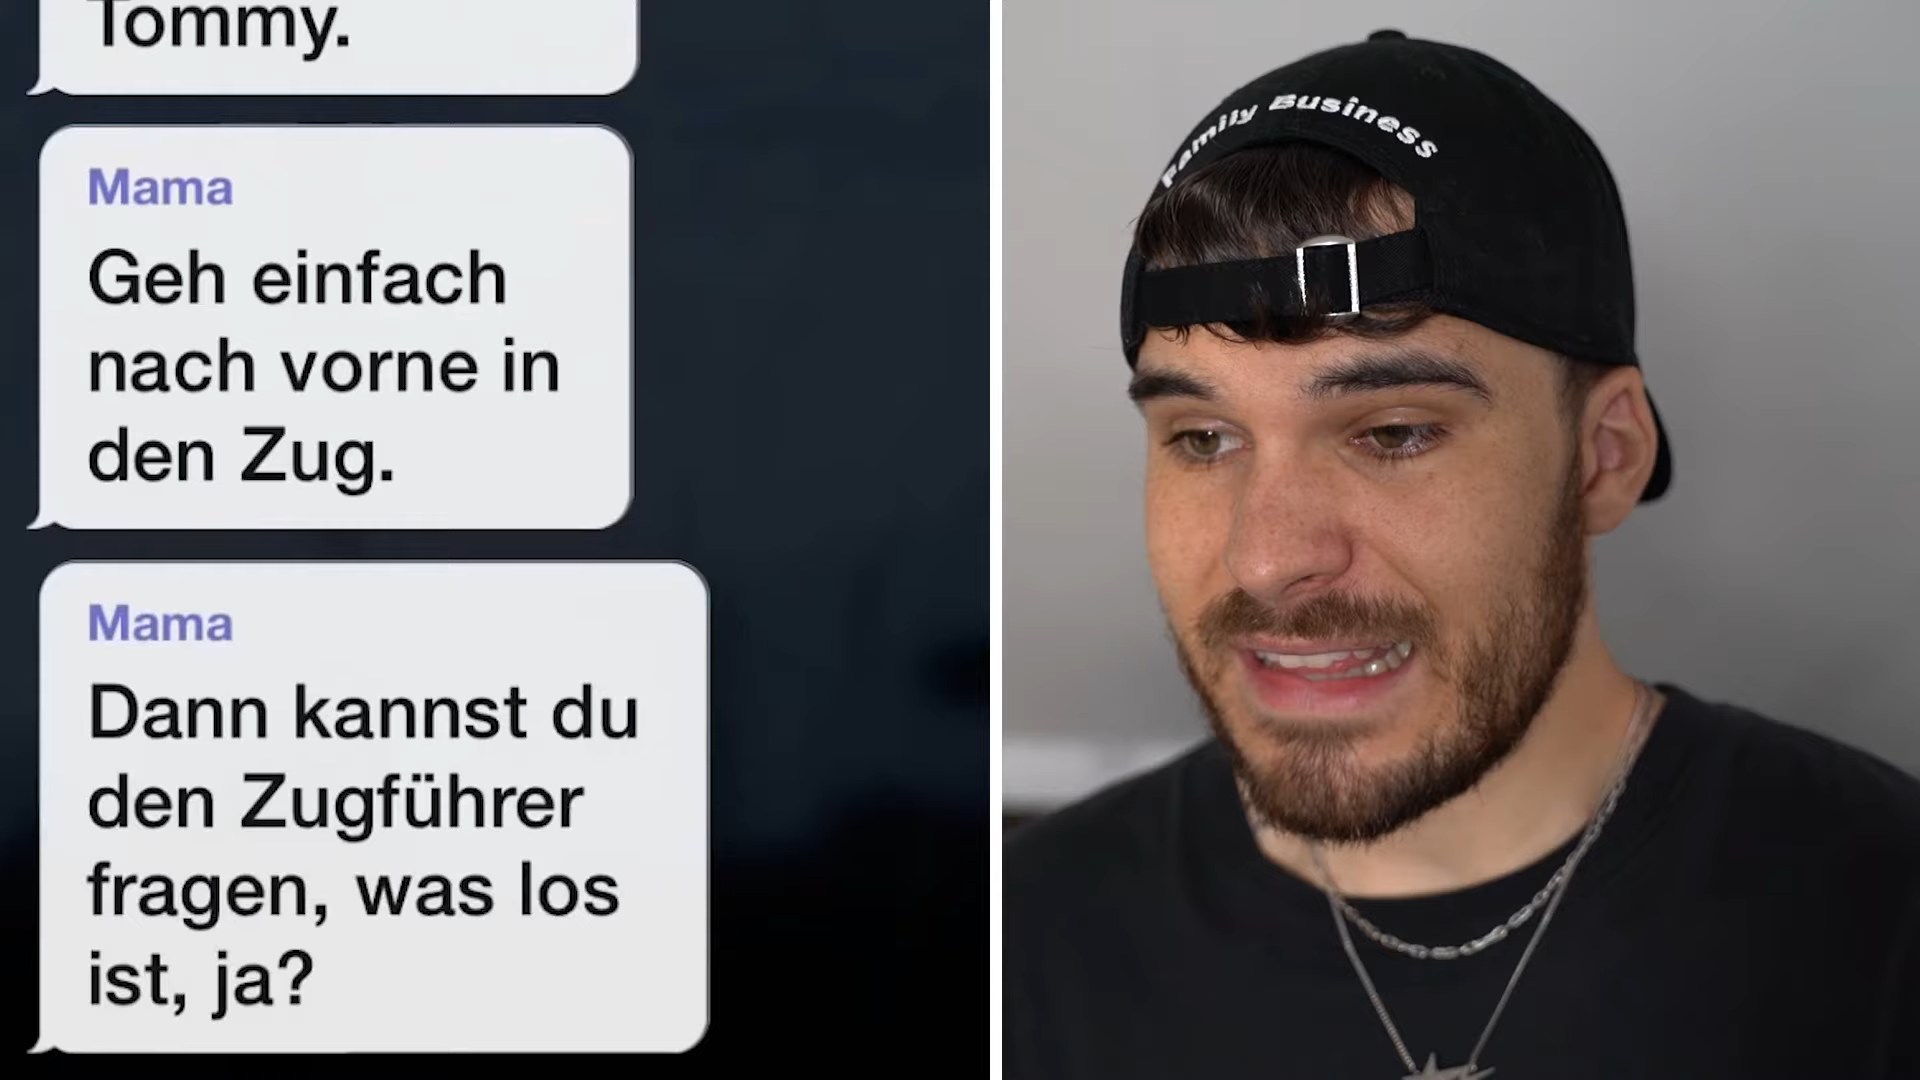 Tommy.
Mama
Geh einfach
nach vorne in
den Zug.
Mama
Dann kannst du
den Zugführer
fragen, was los
ist, ja?
Family Business